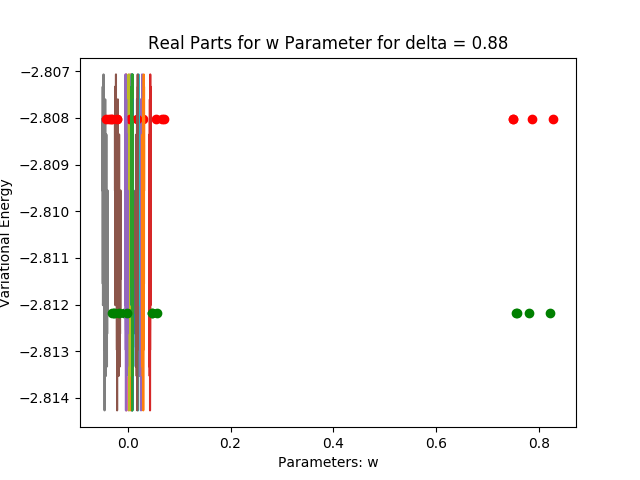 Real Parts for w Parameter for delta = 0.88
Variational Energy
−2.807
−2.808
−2.809
−2.810
−2.811
−2.812
−2.813
−2.814
0.0 0.2 0.4 0.6 0.8
Parameters: w